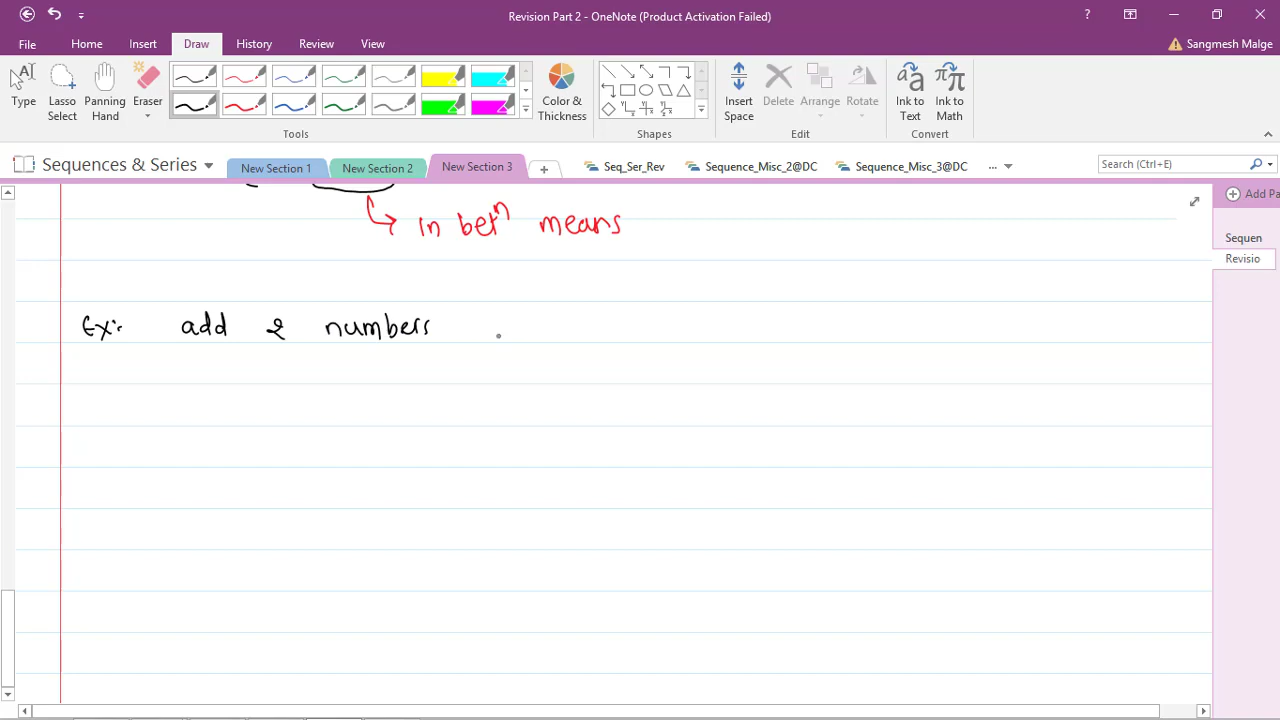 Revision Part 2 - OneNote (Product Activation Failed)
?
File Home Insert Draw History Review View Sangmesh Malge
Type
Lasso Select
Panning Hand
Eraser
Color & Thickness
Insert Space
Delete
Arrange
Rotate
Ink to Text
Ink to Math
Tools
Shapes
Edit
Convert
Sequences & Series New Section 1 New Section 2 New Section 3 + Seq_Ser_Rev Sequence_Misc_2@DC Sequence_Misc_3@DC ... Search (Ctrl+E)
Add Pa
Sequen
Revisio
in betⁿ means
Ex:- add 2 numbers